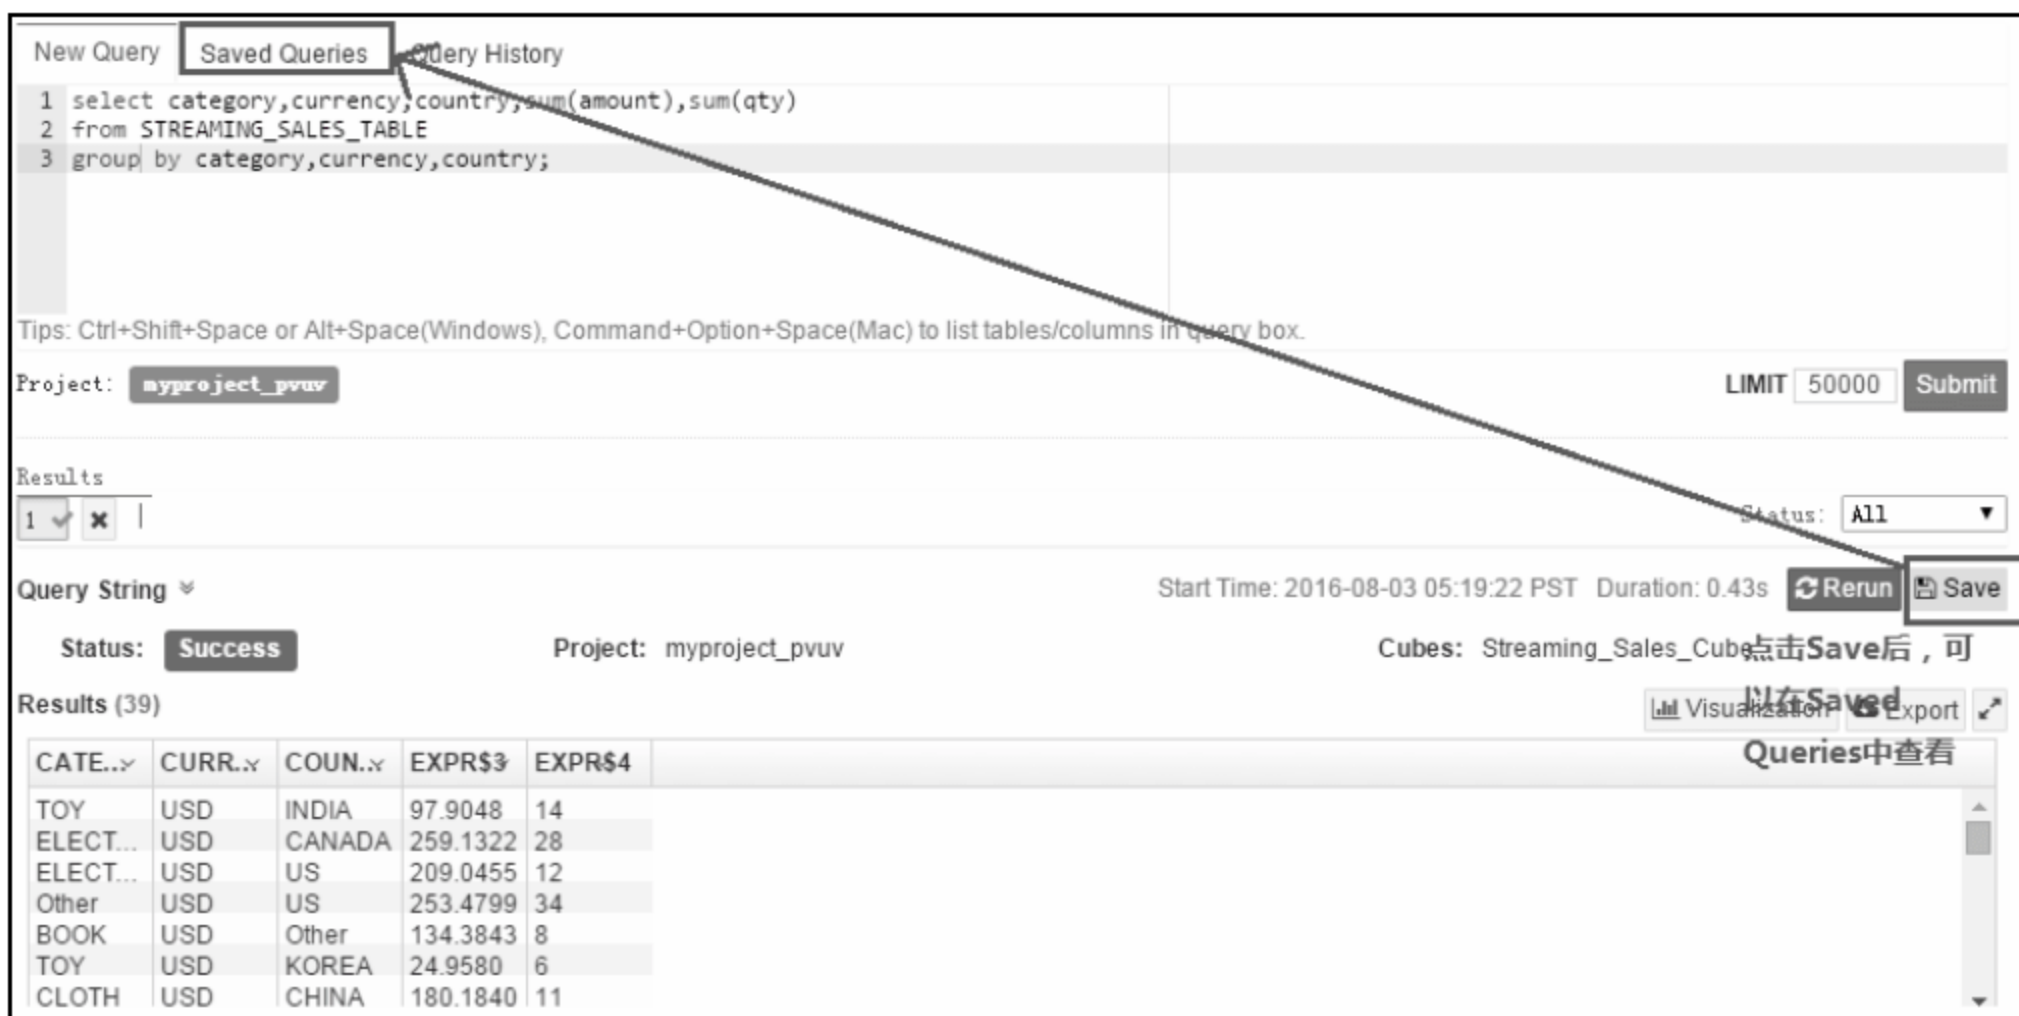 New Query Saved Queries Query History
1 select category,currency,country,sum(amount),sum(qty)
2 from STREAMING_SALES_TABLE
3 group by category,currency,country;
Tips: Ctrl+Shift+Space or Alt+Space(Windows), Command+Option+Space(Mac) to list tables/columns in query box.
Project: myproject_pvuv LIMIT 50000 Submit
Results
1 Status: All
Query String Start Time: 2016-08-03 05:19:22 PST Duration: 0.43s Rerun Save
Status: Success Project: myproject_pvuv Cubes: Streaming_Sales_Cube
点击Save后，可
以在Saved
Queries中查看
Results (39) Visualization Export
CATE... CURR... COUN... EXPR$3 EXPR$4
TOY USD INDIA 97.9048 14
ELECT... USD CANADA 259.1322 28
ELECT... USD US 209.0455 12
Other USD US 253.4799 34
BOOK USD Other 134.3843 8
TOY USD KOREA 24.9580 6
CLOTH USD CHINA 180.1840 11